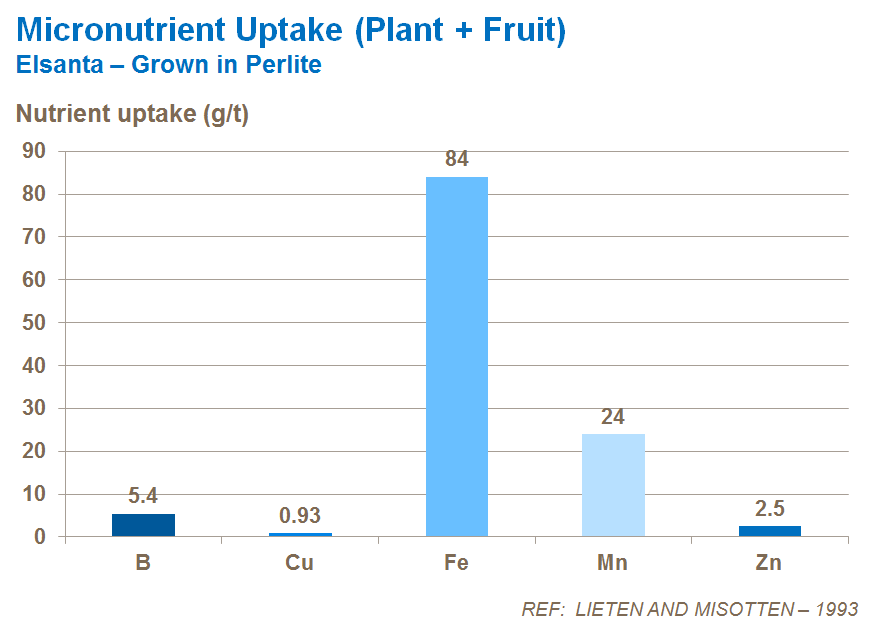 Micronutrient Uptake (Plant + Fruit)
Elsanta – Grown in Perlite
Nutrient uptake (g/t)
90
80
70
60
50
40
30
20
10
0
5.4
0.93
84
24
2.5
B
Cu
Fe
Mn
Zn
REF: LIETEN AND MISOTTEN – 1993